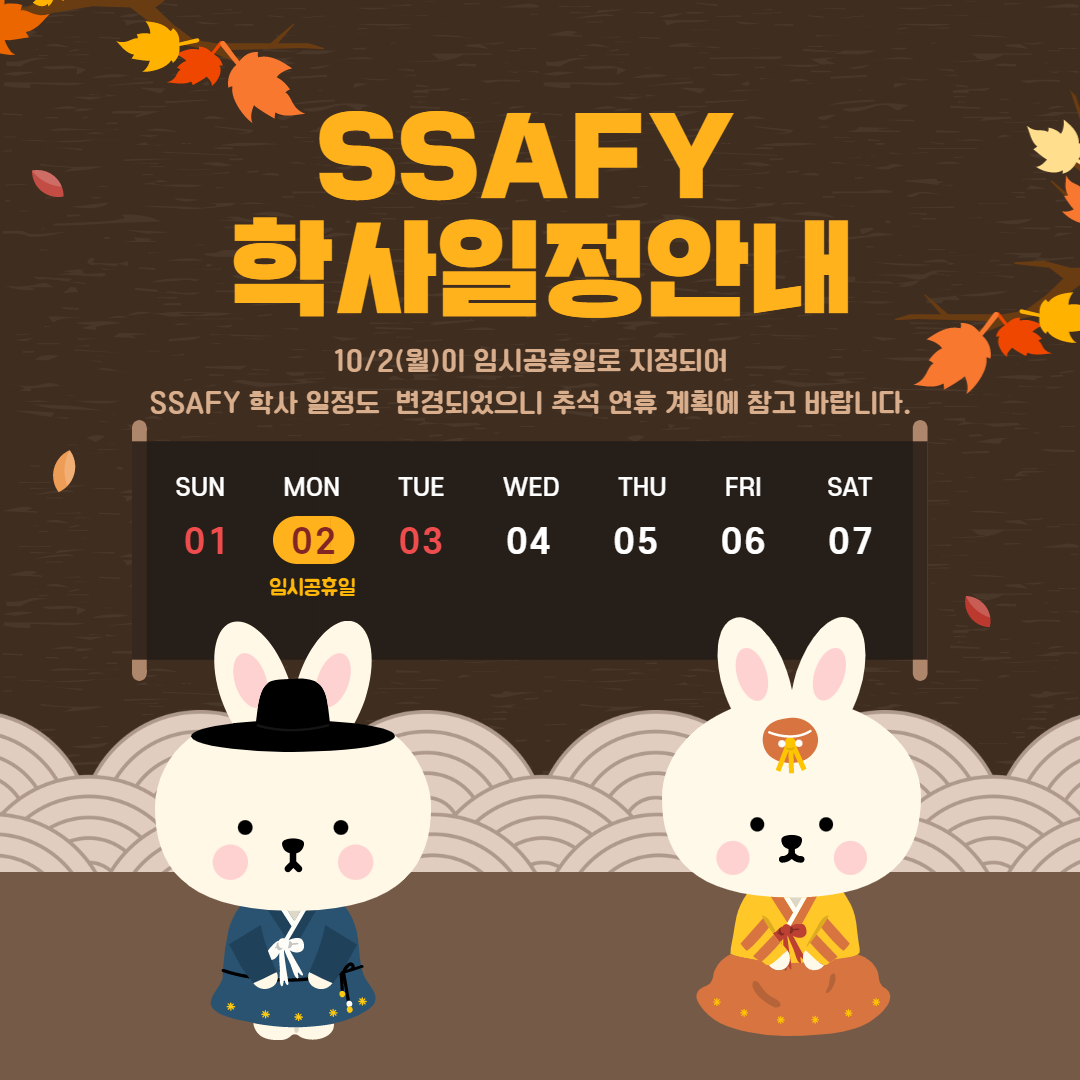 SSAFY
학사일정안내
10/2(월)이 임시공휴일로 지정되어
SSAFY 학사 일정도 변경되었으니 추석 연휴 계획에 참고 바랍니다.
SUN MON TUE WED THU FRI SAT
01 02 03 04 05 06 07
임시공휴일